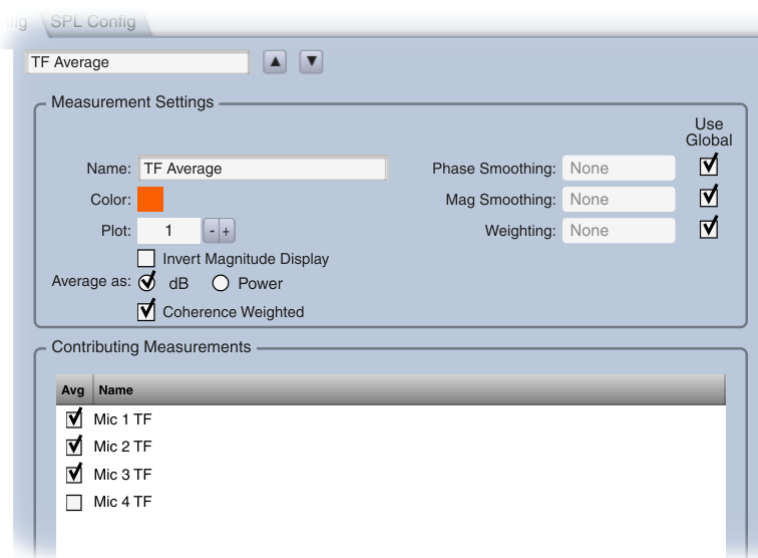 ng SPL Config
TF Average
Measurement Settings
Use
Global
Name: TF Average Phase Smoothing: None
Color: Mag Smoothing: None
Plot: 1 - + Weighting: None
Invert Magnitude Display
Average as: dB Power
Coherence Weighted
Contributing Measurements
Avg Name
Mic 1 TF
Mic 2 TF
Mic 3 TF
Mic 4 TF